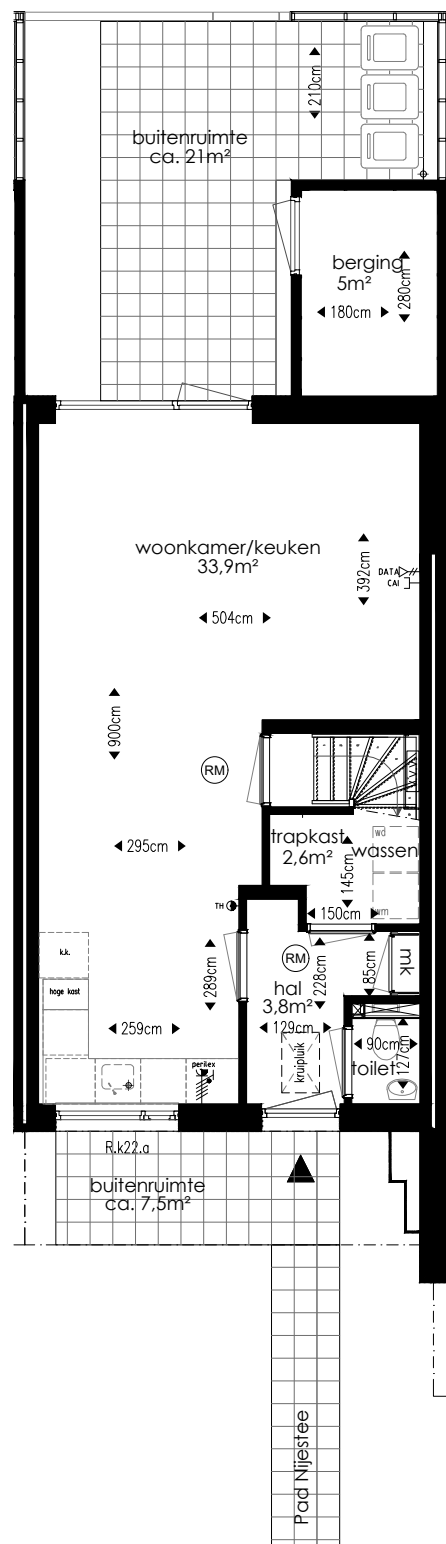 210cm
buitenruimte
ca. 21m²
berging
5m²
180cm
280cm
woonkamer/keuken
33,9m²
392cm
DATA
CAI
504cm
900cm
RM
trapkast
2,6m²
wassen
wd
wm
145cm
295cm
150cm
TH
RM
hal
3,8m²
289cm
228cm
85cm
mk
k.k.
hoge kast
259cm
129cm
kruipluik
90cm
127cm
toilet
perilex
R.k22.a
buitenruimte
ca. 7,5m²
Pad Nijestee